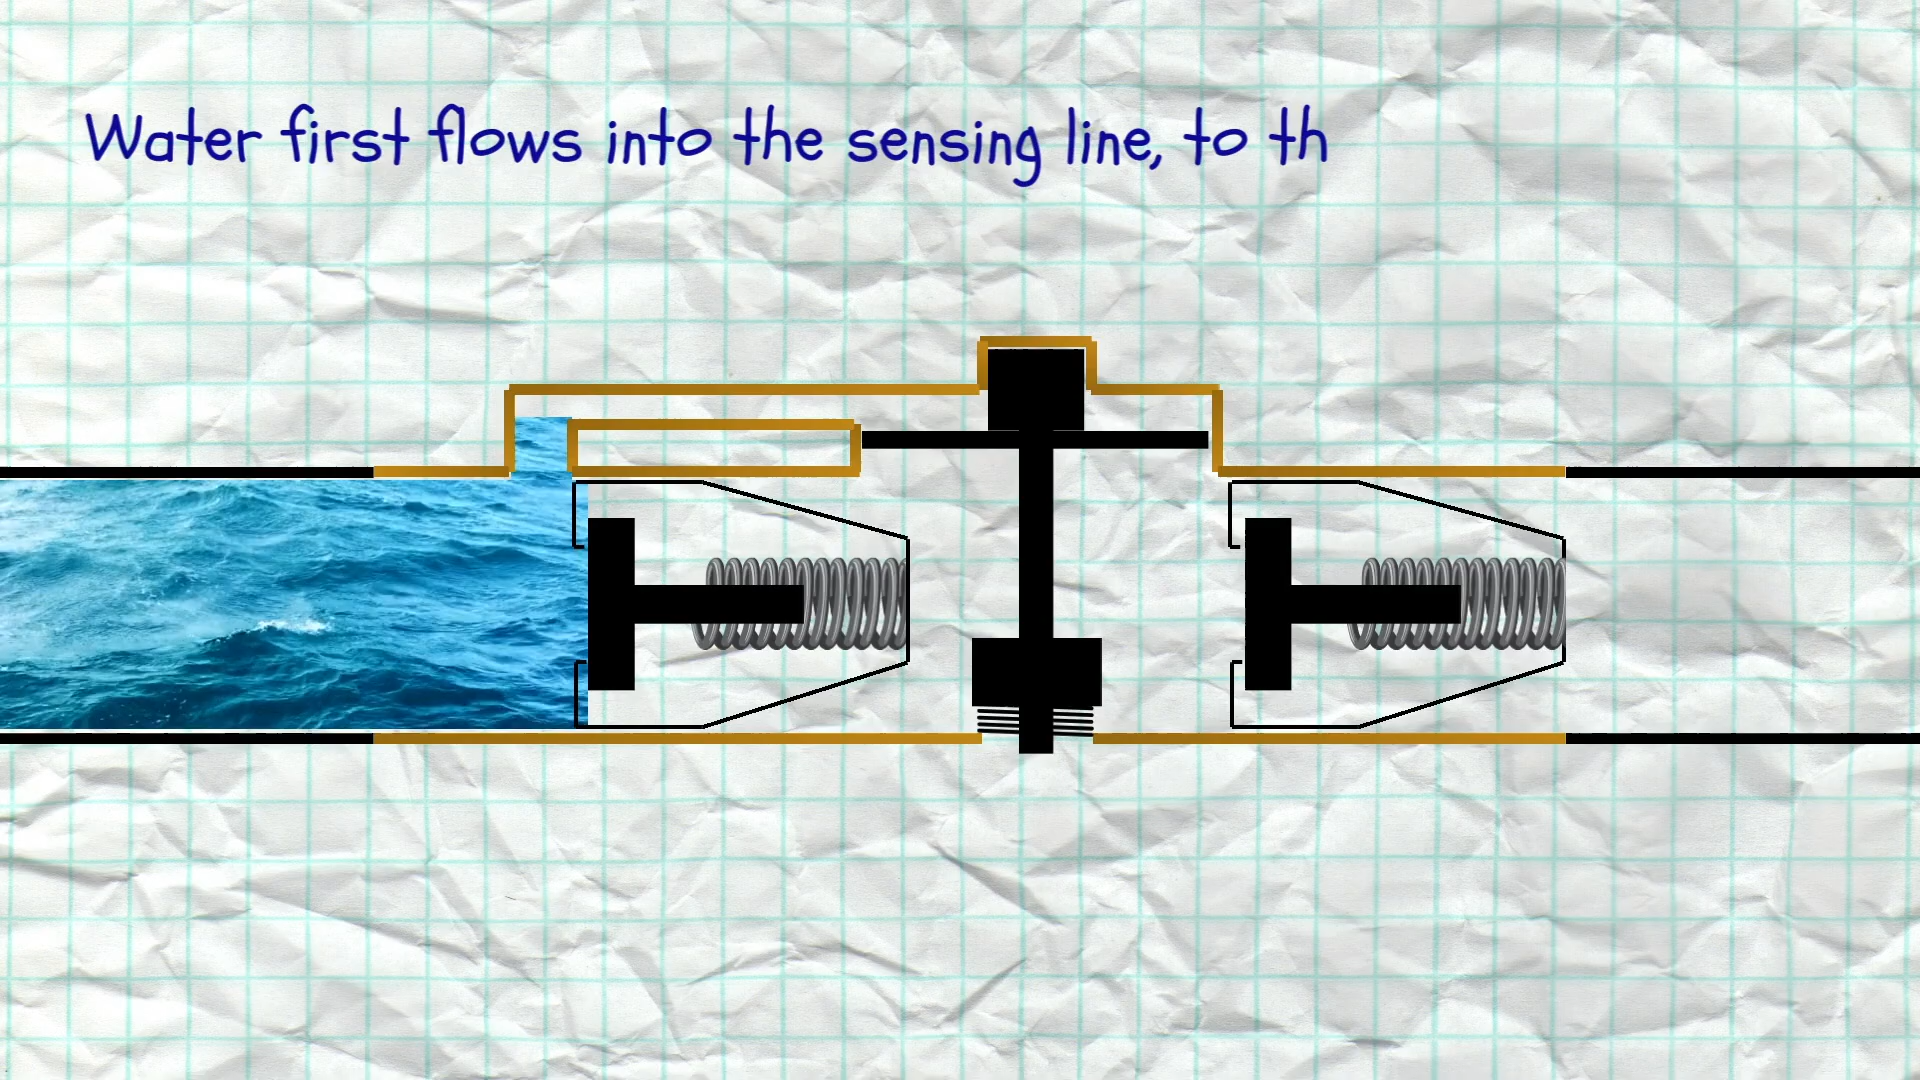 Water first flows into the sensing line, to th